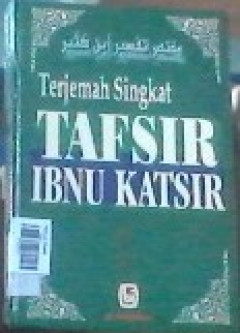 مختصر تفسير ابن كثير
Terjemah Singkat
TAFSIR
IBNU KATSIR